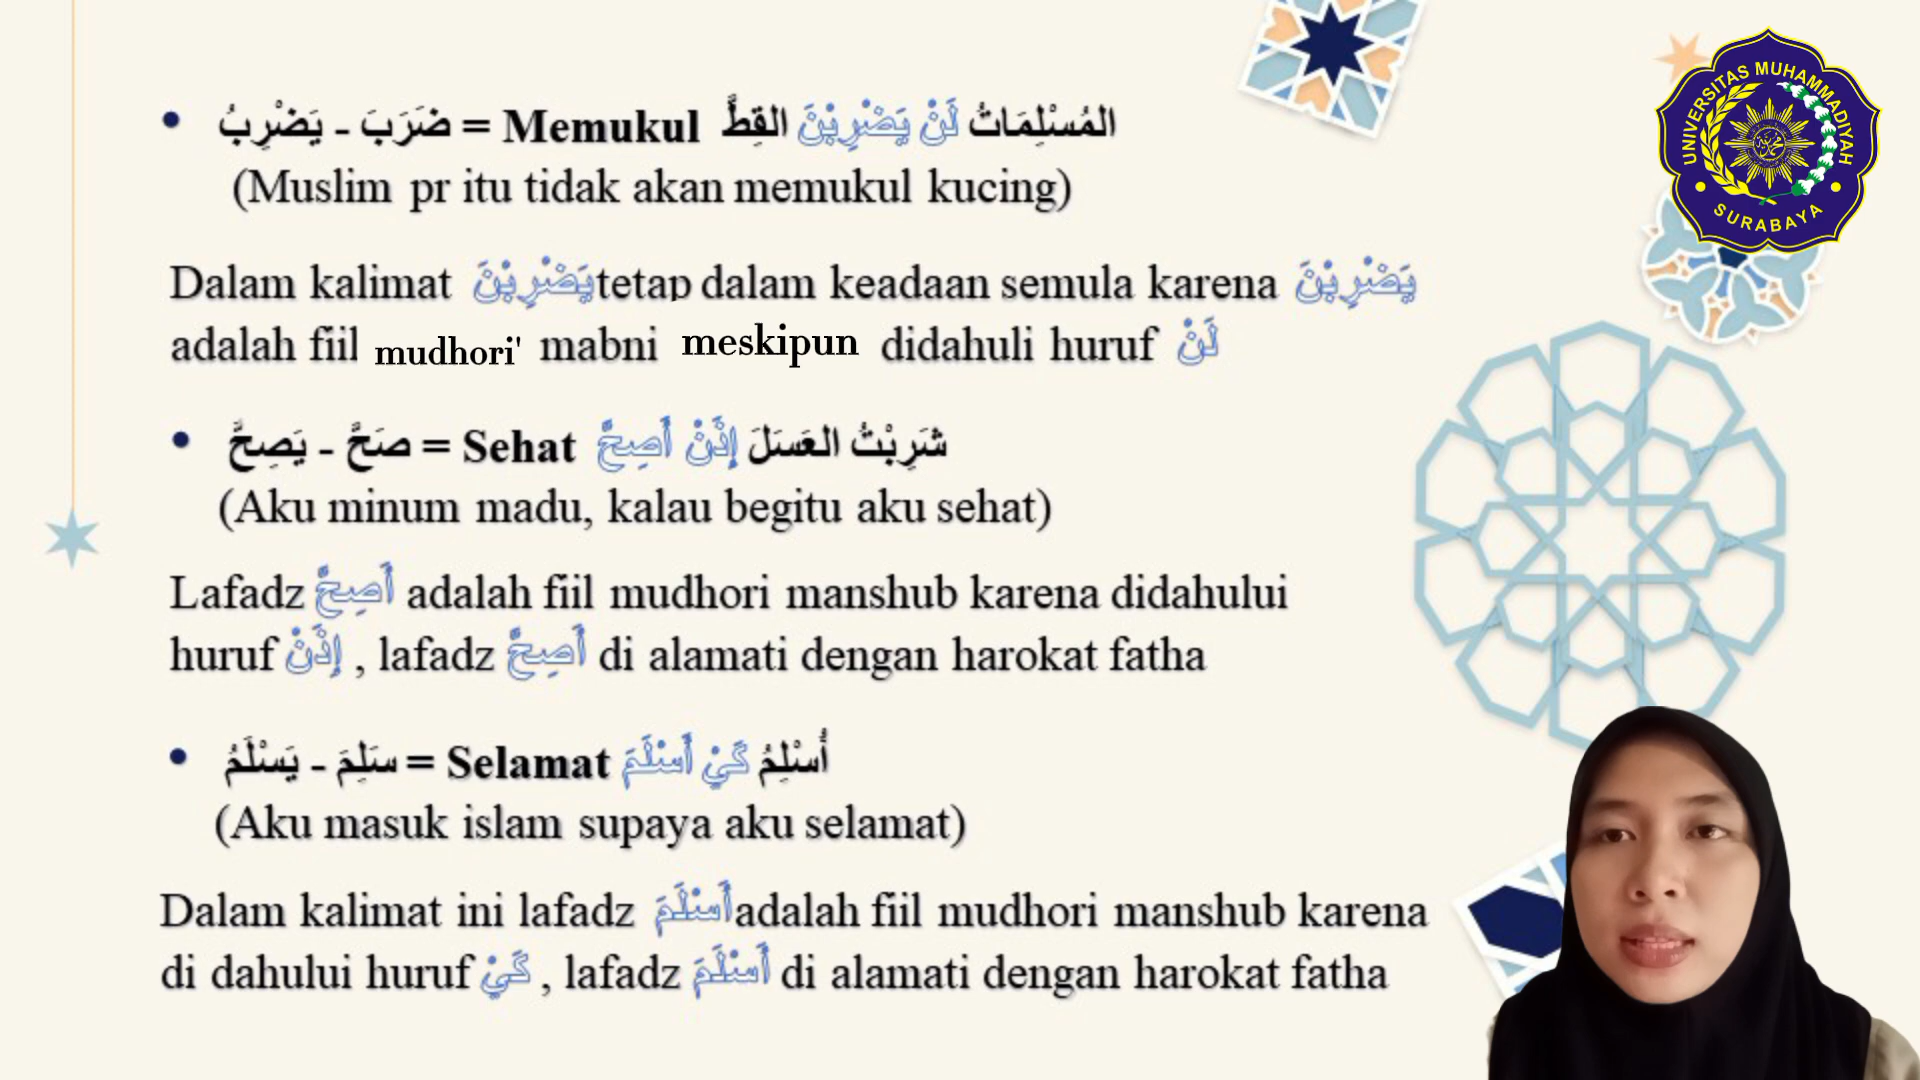 • ضَرَبَ - يَضْرِبُ = Memukul المُسْلِمَاتُ لَنْ يَضْرِبْنَ القِطَّ
(Muslim pr itu tidak akan memukul kucing)
Dalam kalimat يَضْرِبْنَ tetap dalam keadaan semula karena يَضْرِبْنَ
adalah fiil mudhori' mabni meskipun didahuli huruf لَنْ
• صَحَّ - يَصِحَّ = Sehat شَرِبْتُ العَسَلَ إِذَنْ أَصِحَّ
(Aku minum madu, kalau begitu aku sehat)
Lafadz أَصِحَّ adalah fiil mudhori manshub karena didahului
huruf إِذَنْ , lafadz أَصِحَّ di alamati dengan harokat fatha
• سَلِمَ - يَسْلَمُ = Selamat أُسْلِمُ كَيْ أَسْلَمَ
(Aku masuk islam supaya aku selamat)
Dalam kalimat ini lafadz أَسْلَمَ adalah fiil mudhori manshub karena
di dahului huruf كَيْ , lafadz أَسْلَمَ di alamati dengan harokat fatha
UNIVERSITAS MUHAMMADIYAH
SURABAYA